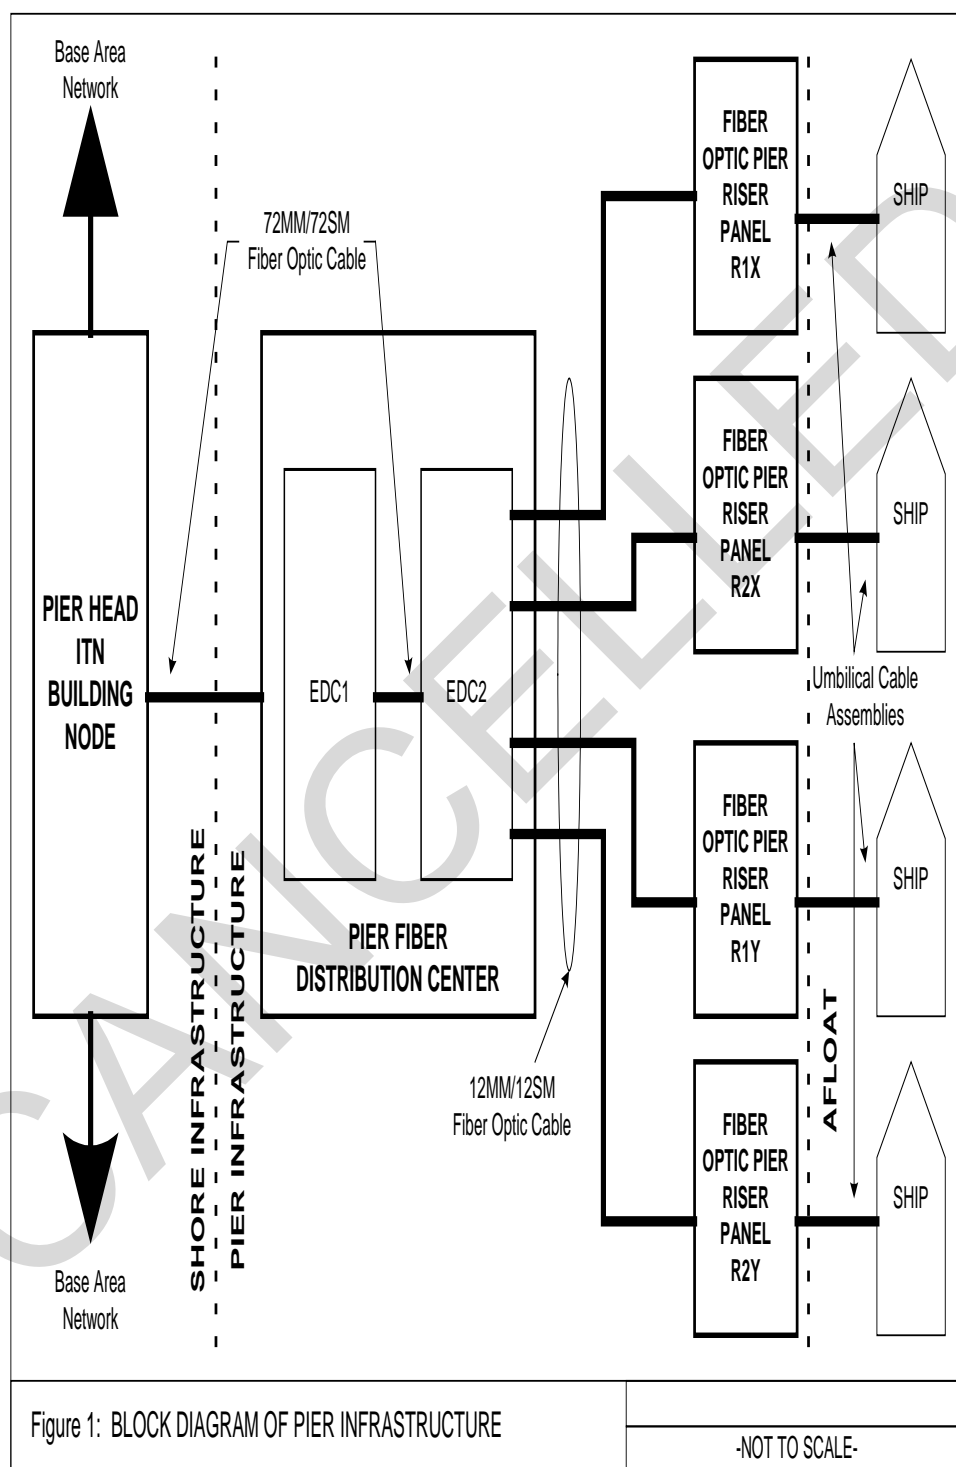 Base Area
Network
72MM/72SM
Fiber Optic Cable
PIER HEAD
ITN
BUILDING
NODE
Base Area
Network
SHORE INFRASTRUCTURE
PIER INFRASTRUCTURE
EDC1
EDC2
PIER FIBER
DISTRIBUTION CENTER
12MM/12SM
Fiber Optic Cable
FIBER
OPTIC PIER
RISER
PANEL
R1X
SHIP
FIBER
OPTIC PIER
RISER
PANEL
R2X
SHIP
Umbilical Cable
Assemblies
FIBER
OPTIC PIER
RISER
PANEL
R1Y
SHIP
AFLOAT
FIBER
OPTIC PIER
RISER
PANEL
R2Y
SHIP
CANCELLED
Figure 1: BLOCK DIAGRAM OF PIER INFRASTRUCTURE
-NOT TO SCALE-